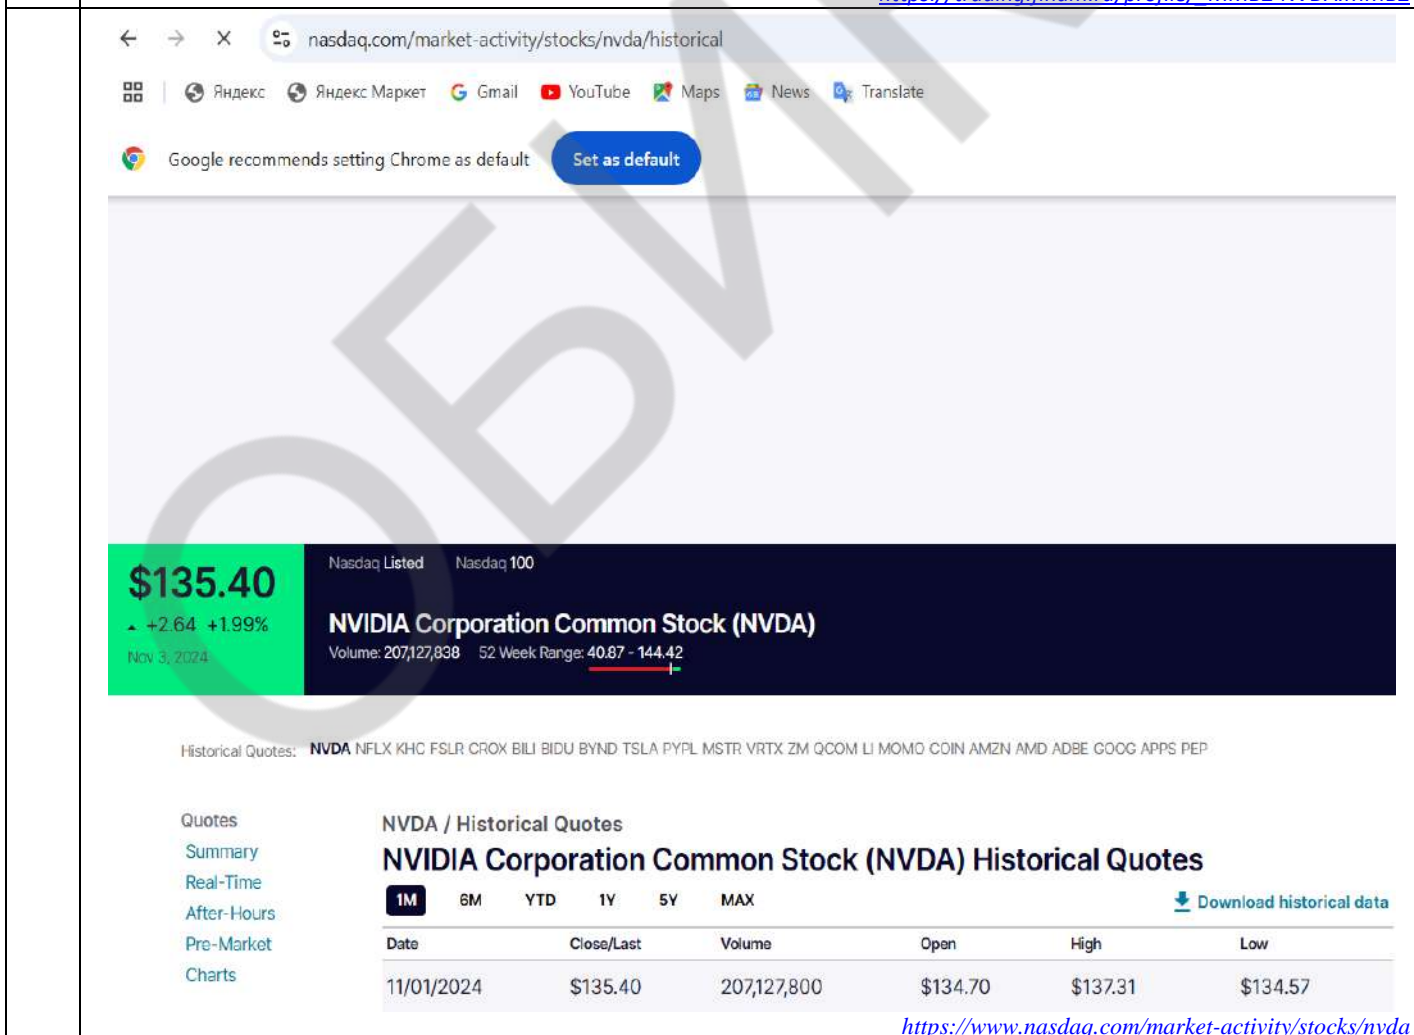 nasdaq.com/market-activity/stocks/nvda/historical
Яндекс Яндекс Маркет Gmail YouTube Maps News Translate
Google recommends setting Chrome as default Set as default
$135.40
+2.64 +1.99%
Nov 3, 2024
Nasdaq Listed Nasdaq 100
NVIDIA Corporation Common Stock (NVDA)
Volume: 207,127,838 52 Week Range: 40.87 - 144.42
Historical Quotes: NVDA NFLX KHC FSLR CROX BILI BIDU BYND TSLA PYPL MSTR VRTX ZM QCOM LI MOMO COIN AMZN AMD ADBE GOOG APPS PEP
Quotes
Summary
Real-Time
After-Hours
Pre-Market
Charts
NVDA / Historical Quotes
NVIDIA Corporation Common Stock (NVDA) Historical Quotes
1M 6M YTD 1Y 5Y MAX Download historical data
Date Close/Last Volume Open High Low
11/01/2024 $135.40 207,127,800 $134.70 $137.31 $134.57
https://www.nasdaq.com/market-activity/stocks/nvda